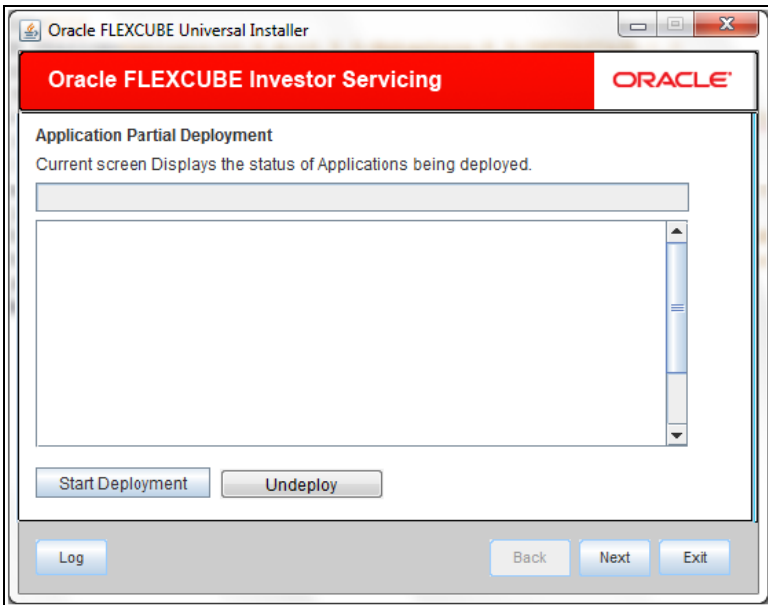 Oracle FLEXCUBE Universal Installer
Oracle FLEXCUBE Investor Servicing
ORACLE
Application Partial Deployment
Current screen Displays the status of Applications being deployed.
Start Deployment Undeploy
Log Back Next Exit